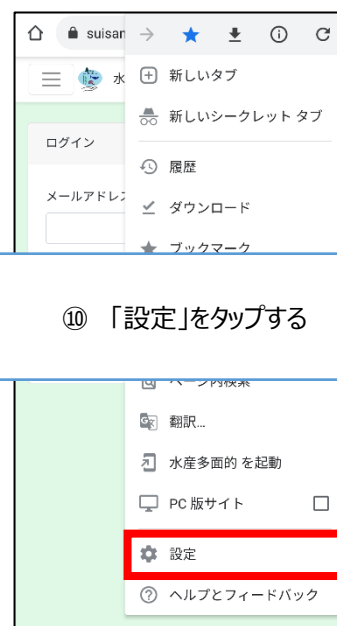 suisan
水
新しいタブ
新しいシークレット タブ
ログイン
履歴
メールアドレス
ダウンロード
ブックマーク
⑩ 「設定」をタップする
ページ内検索
翻訳...
水産多面的 を起動
PC 版サイト
設定
ヘルプとフィードバック